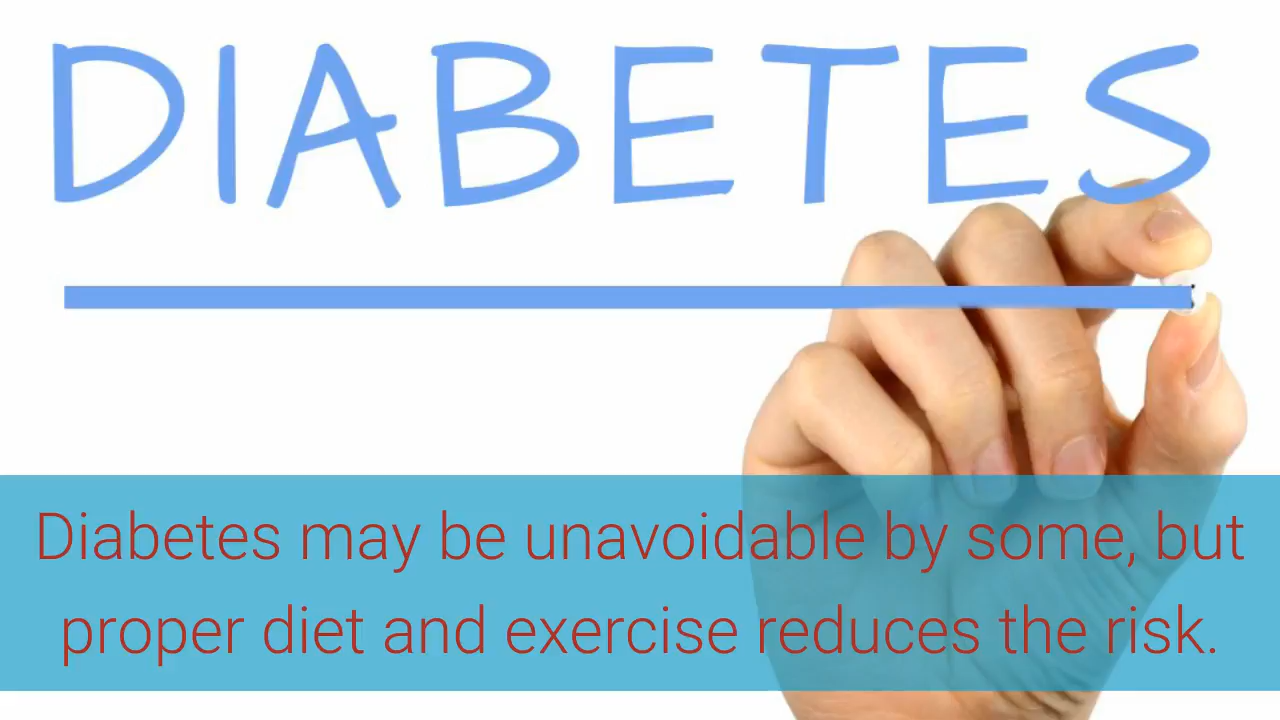 DIABETES
Diabetes may be unavoidable by some, but
proper diet and exercise reduces the risk.